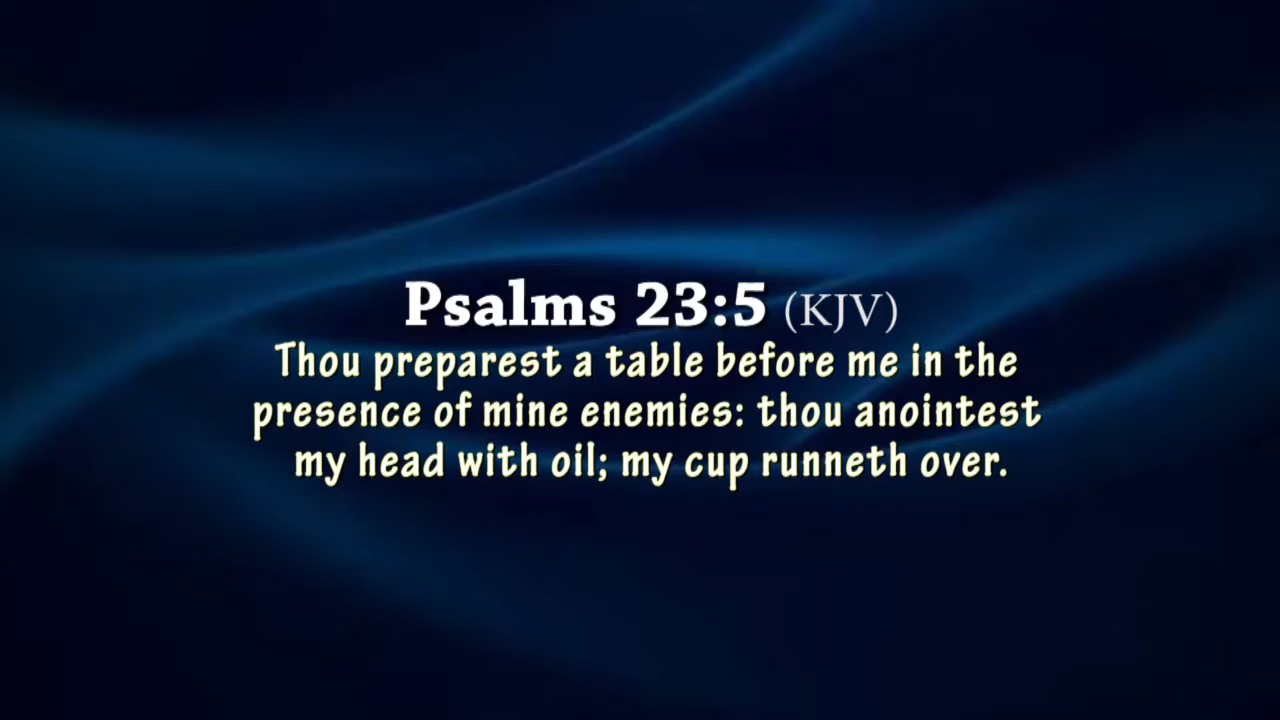 Psalms 23:5 (KJV)
Thou preparest a table before me in the
presence of mine enemies: thou anointest
my head with oil; my cup runneth over.